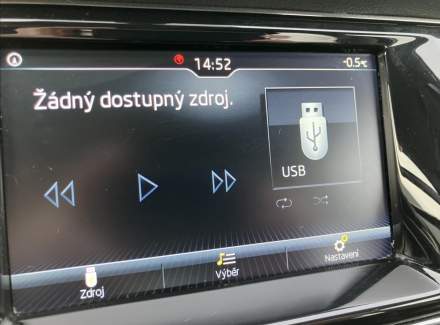 14:52
-0.5°C
Žádný dostupný zdroj.
USB
Zdroj
Výběr
Nastavení